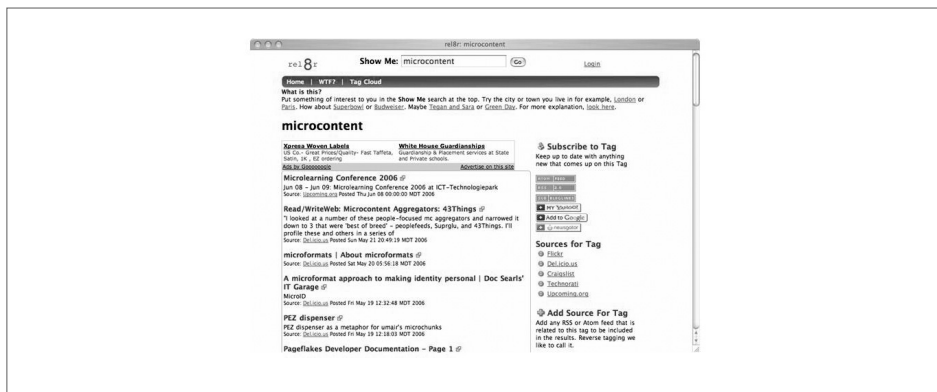 rel8r: microcontent
rel8r
Show Me: microcontent
Go
Login
Home | WTF? | Tag Cloud
What is this?
Put something of interest to you in the Show Me search at the top. Try the city or town you live in for example, London or
Paris. How about Superbowl or Budweiser. Maybe Tegan and Sara or Green Day. For more explanation, look here.
microcontent
Xpresa Woven Labels
US Co.- Great Prices/Quality- Fast Taffeta,
Satin, 1K , EZ ordering
White House Guardianships
Guardianship & Placement services at State
and Private schools.
Ads by Goooooogle
Advertise on this site
Microlearning Conference 2006
Jun 08 - Jun 09: Microlearning Conference 2006 at ICT-Technologiepark
Source: Upcoming.org Posted Thu Jun 08 00:00:00 MDT 2006
Read/WriteWeb: Microcontent Aggregators: 43Things
"I looked at a number of these people-focused mc aggregators and narrowed it
down to 3 that were 'best of breed' - peoplefeeds, Suprglu, and 43Things. I'll
profile these and others in a series of
Source: Del.icio.us Posted Sun May 21 20:49:19 MDT 2006
microformats | About microformats
Source: Del.icio.us Posted Sat May 20 05:56:18 MDT 2006
A microformat approach to making identity personal | Doc Searls'
IT Garage
MicroID
Source: Del.icio.us Posted Fri May 19 12:32:48 MDT 2006
PEZ dispenser
PEZ dispenser as a metaphor for umair's microchunks
Source: Del.icio.us Posted Fri May 19 12:18:03 MDT 2006
Pageflakes Developer Documentation - Page 1
Subscribe to Tag
Keep up to date with anything
new that comes up on this Tag
MY YAHOO!
Add to Google
newsgator
Sources for Tag
Flickr
Del.icio.us
Craigslist
Technorati
Upcoming.org
Add Source For Tag
Add any RSS or Atom feed that is
related to this tag to be included
in the results. Reverse tagging we
like to call it.